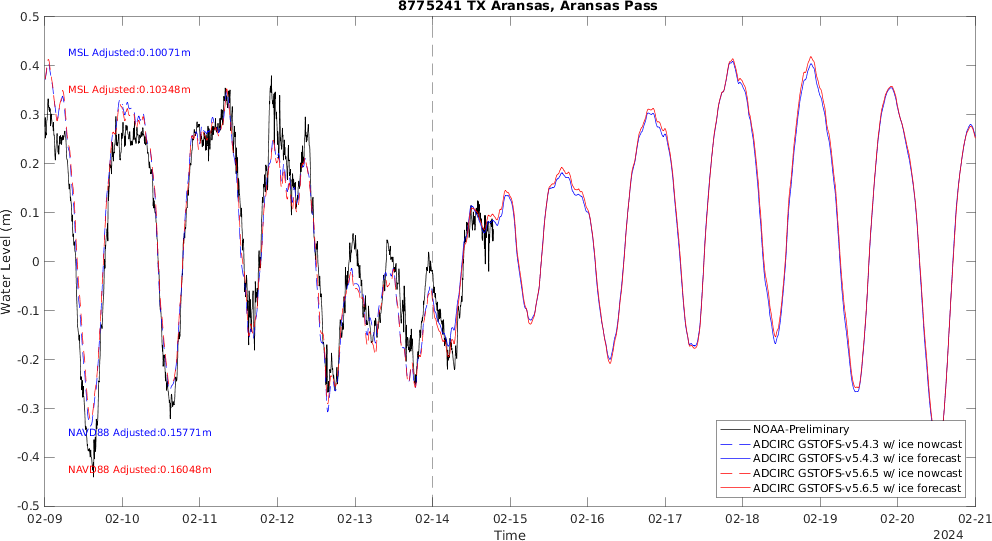 8775241 TX Aransas, Aransas Pass
0.5
0.4
0.3
0.2
0.1
0
-0.1
-0.2
-0.3
-0.4
-0.5
Water Level (m)
MSL Adjusted:0.10071m
MSL Adjusted:0.10348m
NAVD88 Adjusted:0.15771m
NAVD88 Adjusted:0.16048m
NOAA-Preliminary
ADCIRC GSTOFS-v5.4.3 w/ ice nowcast
ADCIRC GSTOFS-v5.4.3 w/ ice forecast
ADCIRC GSTOFS-v5.6.5 w/ ice nowcast
ADCIRC GSTOFS-v5.6.5 w/ ice forecast
02-09 02-10 02-11 02-12 02-13 02-14 02-15 02-16 02-17 02-18 02-19 02-20 02-21
Time
2024